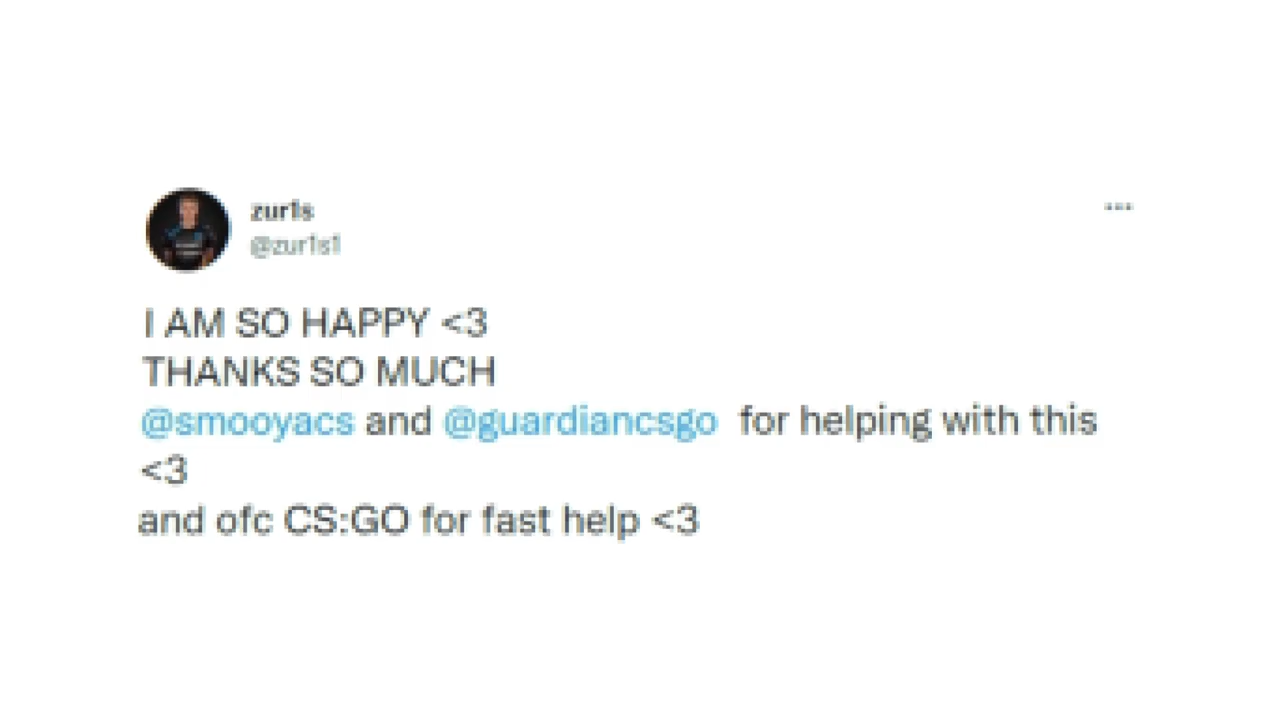 zur1s
@zur1s1
I AM SO HAPPY <3
THANKS SO MUCH
@smooyacs and @guardiancsgo for helping with this
<3
and ofc CS:GO for fast help <3